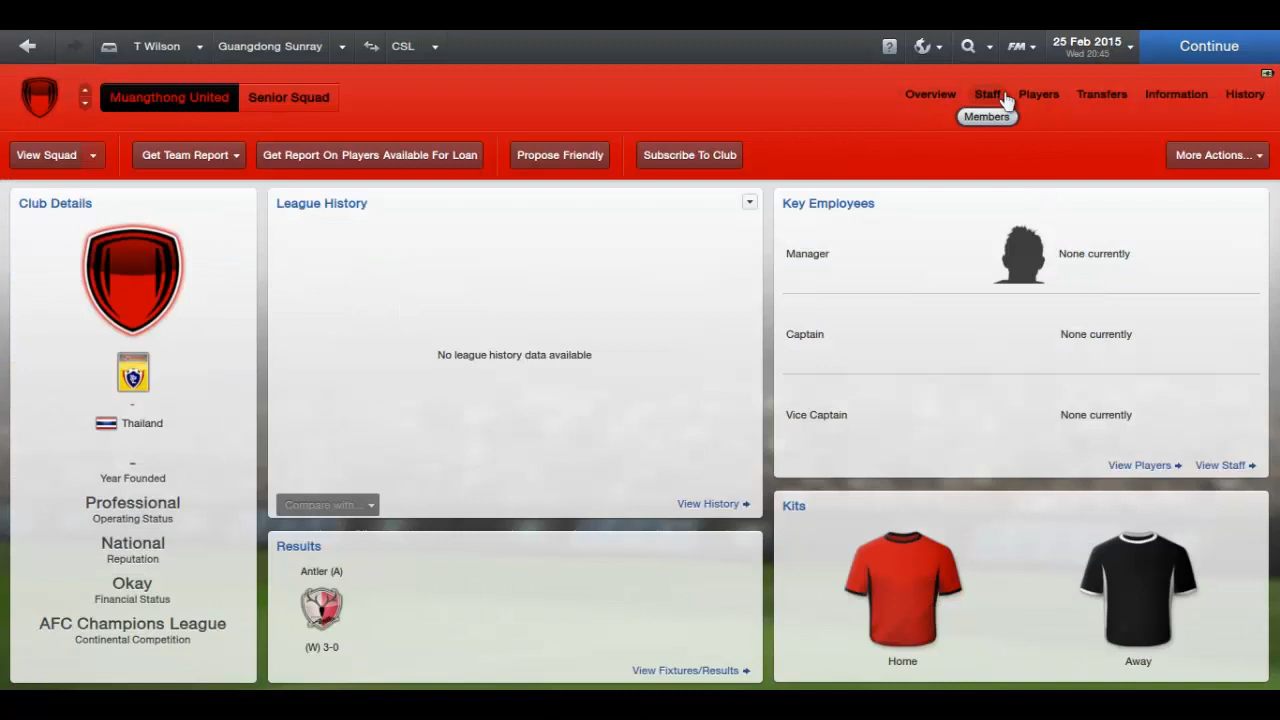 T Wilson
Guangdong Sunray
CSL
?
FM
25 Feb 2015
Wed 20:45
Continue
Muangthong United
Senior Squad
Overview
Staff
Players
Transfers
Information
History
Members
View Squad
Get Team Report
Get Report On Players Available For Loan
Propose Friendly
Subscribe To Club
More Actions...
Club Details
-
Thailand
-
Year Founded
Professional
Operating Status
National
Reputation
Okay
Financial Status
AFC Champions League
Continental Competition
League History
No league history data available
Compare with...
View History
Results
Antler (A)
(W) 3-0
View Fixtures/Results
Key Employees
Manager
None currently
Captain
None currently
Vice Captain
None currently
View Players
View Staff
Kits
Home
Away